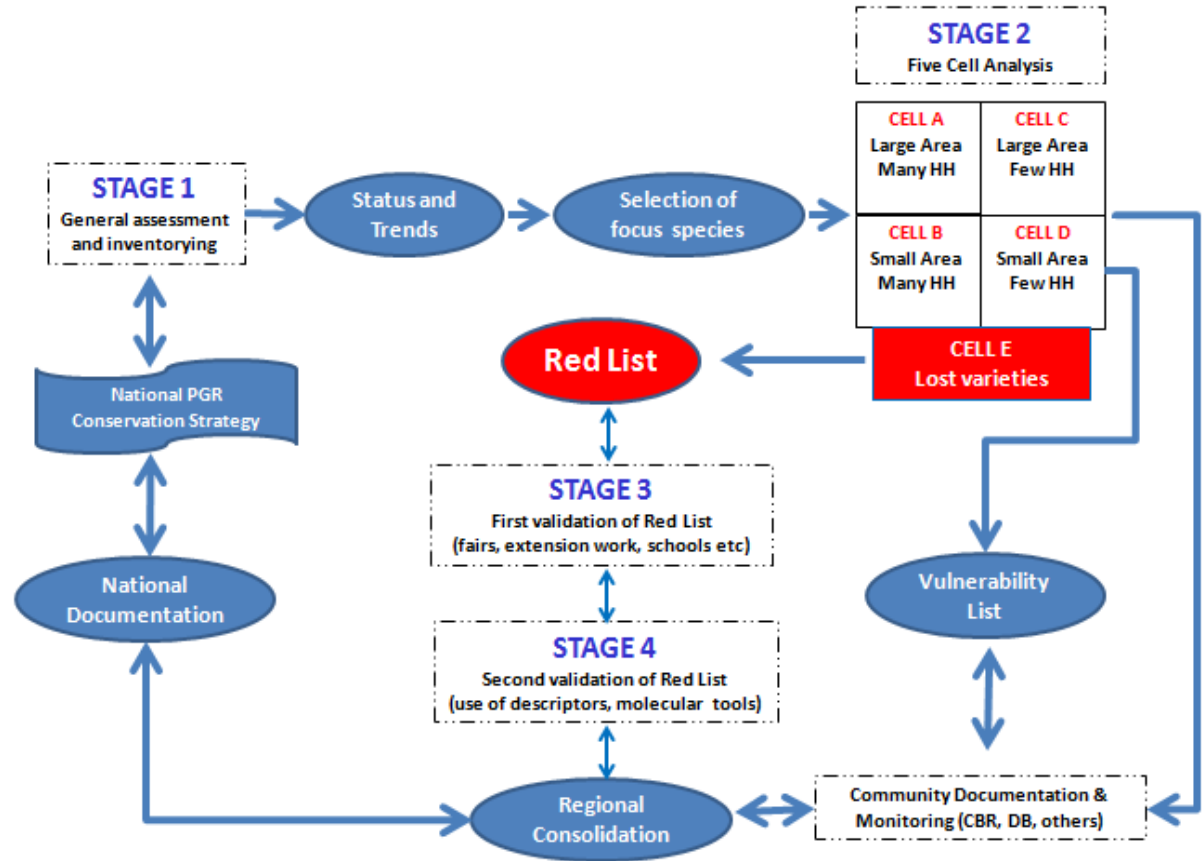 STAGE 2
Five Cell Analysis
CELL A
Large Area
Many HH
CELL C
Large Area
Few HH
STAGE 1
General assessment
and inventorying
Status and
Trends
Selection of
focus species
CELL B
Small Area
Many HH
CELL D
Small Area
Few HH
Red List
CELL E
Lost varieties
National PGR
Conservation Strategy
STAGE 3
First validation of Red List
(fairs, extension work, schools etc)
National
Documentation
Vulnerability
List
STAGE 4
Second validation of Red List
(use of descriptors, molecular tools)
Regional
Consolidation
Community Documentation &
Monitoring (CBR, DB, others)